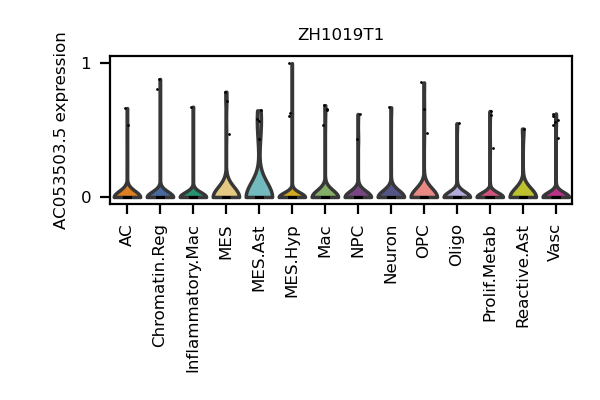 ZH1019T1
AC053503.5 expression
1
0
AC
Chromatin.Reg
Inflammatory.Mac
MES
MES.Ast
MES.Hyp
Mac
NPC
Neuron
OPC
Oligo
Prolif.Metab
Reactive.Ast
Vasc